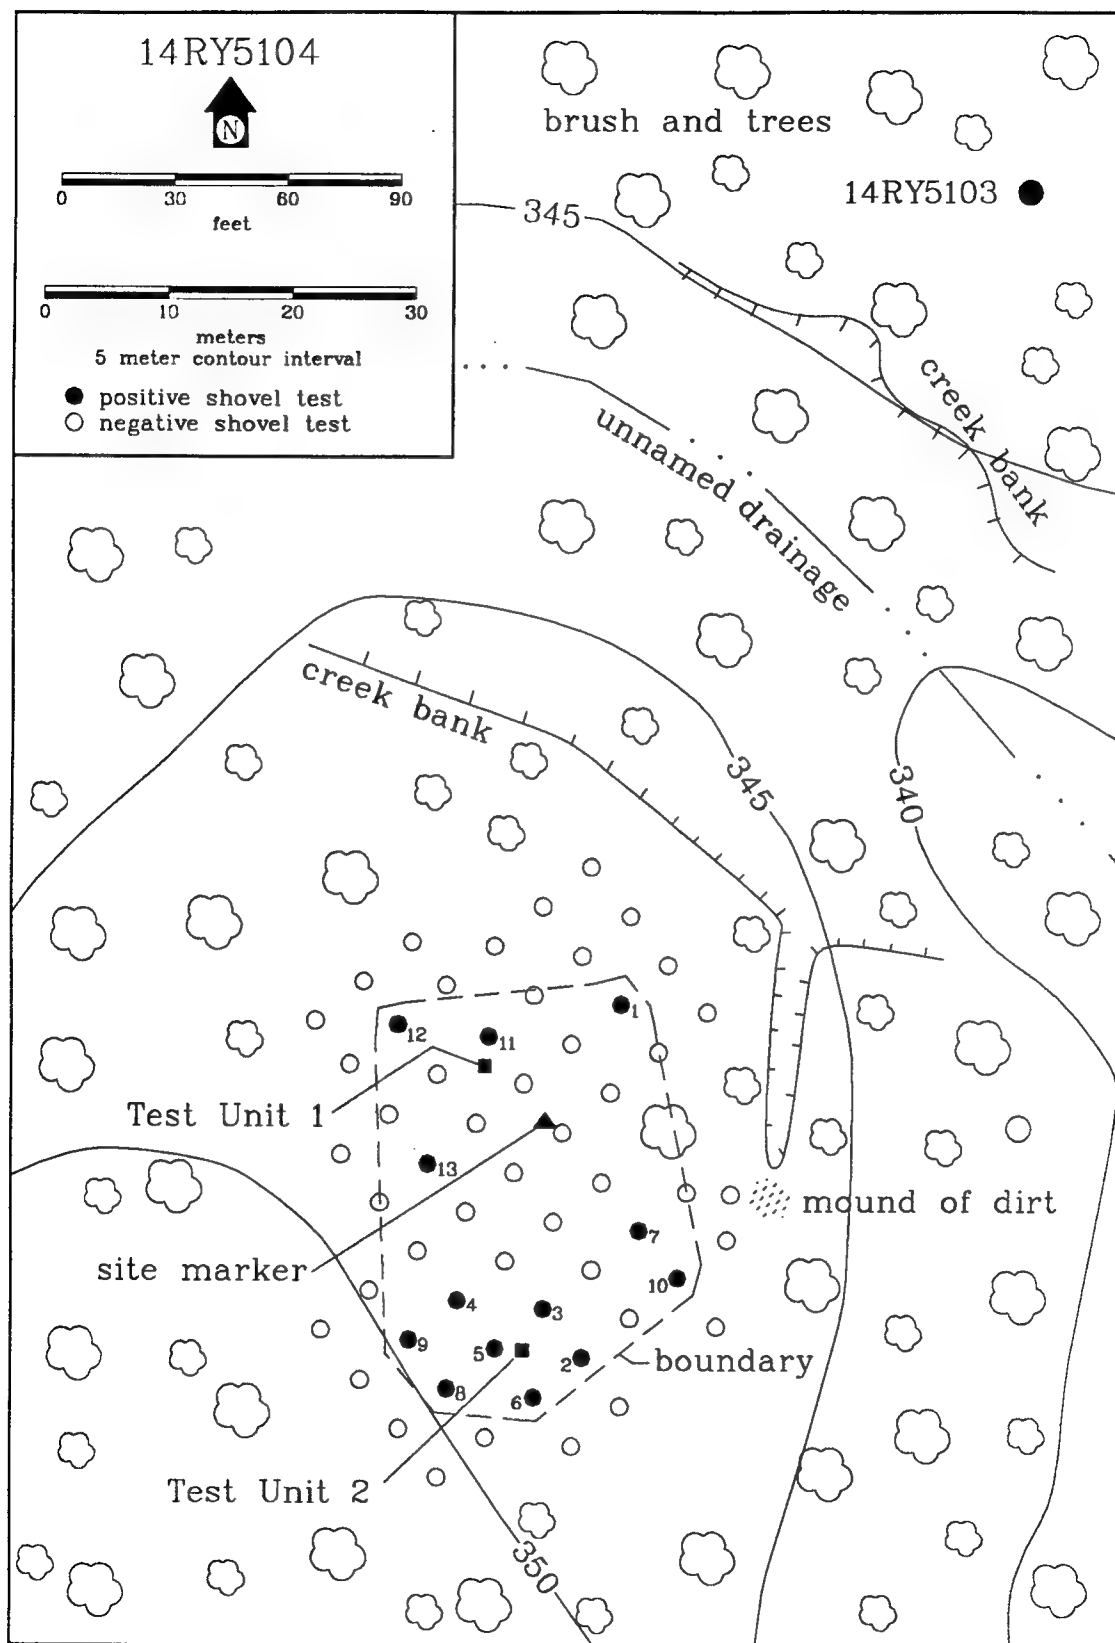 14RY5104
N
0 30 60 90
feet
0 10 20 30
meters
5 meter contour interval
positive shovel test
negative shovel test
brush and trees
14RY5103
345
creek bank
unnamed drainage
creek bank
345
340
1
12
11
Test Unit 1
13
mound of dirt
7
site marker
10
4
3
9
5
2
boundary
8
6
Test Unit 2
350